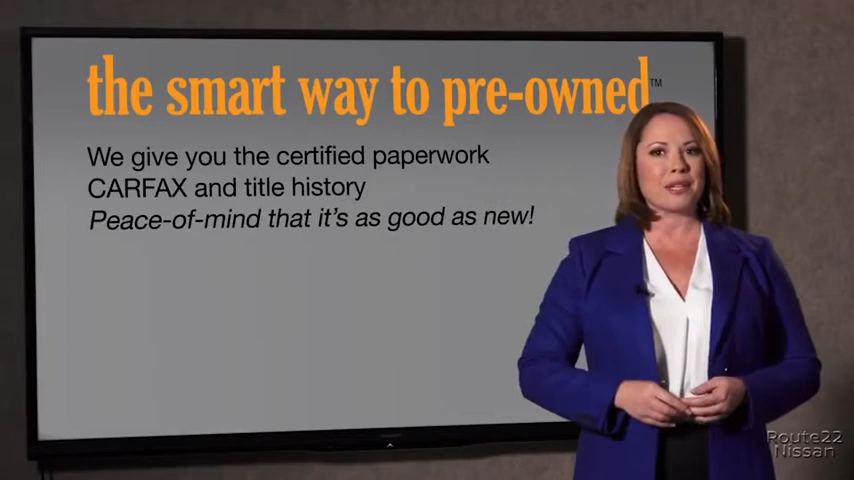 the smart way to pre-owned™
We give you the certified paperwork
CARFAX and title history
Peace-of-mind that it's as good as new!
Route22
Nissan